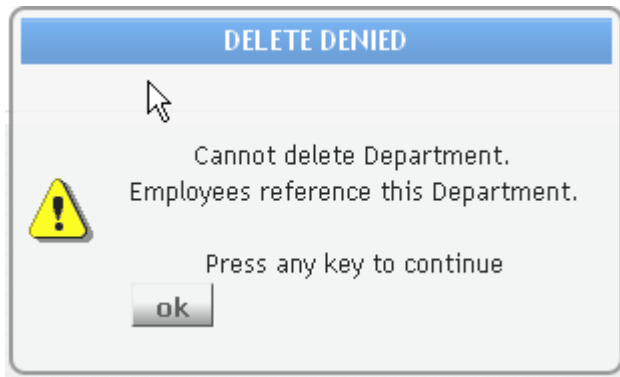 DELETE DENIED
Cannot delete Department.
Employees reference this Department.
Press any key to continue
ok